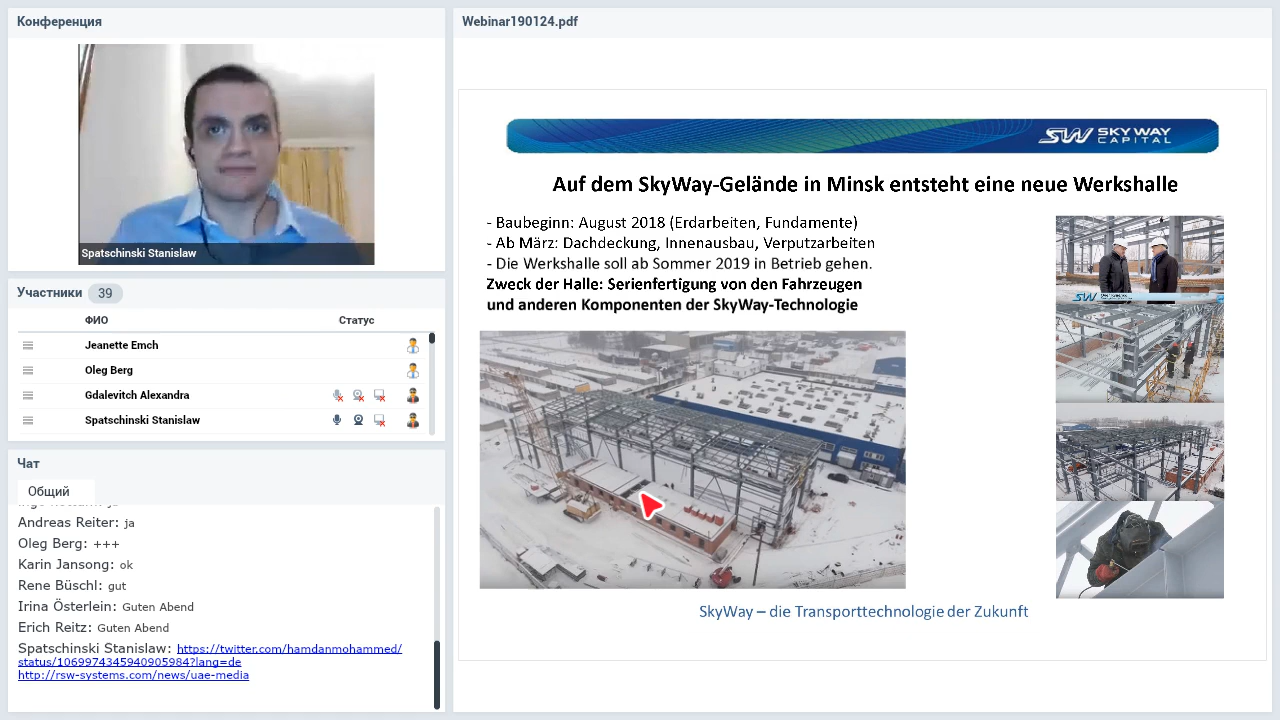 Конференция
Spatschinski Stanislaw
Участники 39
ФИО Статус
Jeanette Emch
Oleg Berg
Gdalevitch Alexandra
Spatschinski Stanislaw
Чат
Общий
Andreas Reiter: ja
Oleg Berg: +++
Karin Jansong: ok
Rene Büschl: gut
Irina Österlein: Guten Abend
Erich Reitz: Guten Abend
Spatschinski Stanislaw: https://twitter.com/hamdanmohammed/
status/1069974345940905984?lang=de
http://rsw-systems.com/news/uae-media
Webinar190124.pdf
SW SKY WAY
CAPITAL
Auf dem SkyWay-Gelände in Minsk entsteht eine neue Werkshalle
- Baubeginn: August 2018 (Erdarbeiten, Fundamente)
- Ab März: Dachdeckung, Innenausbau, Verputzarbeiten
- Die Werkshalle soll ab Sommer 2019 in Betrieb gehen.
Zweck der Halle: Serienfertigung von den Fahrzeugen
und anderen Komponenten der SkyWay-Technologie
SW
SkyWay – die Transporttechnologie der Zukunft